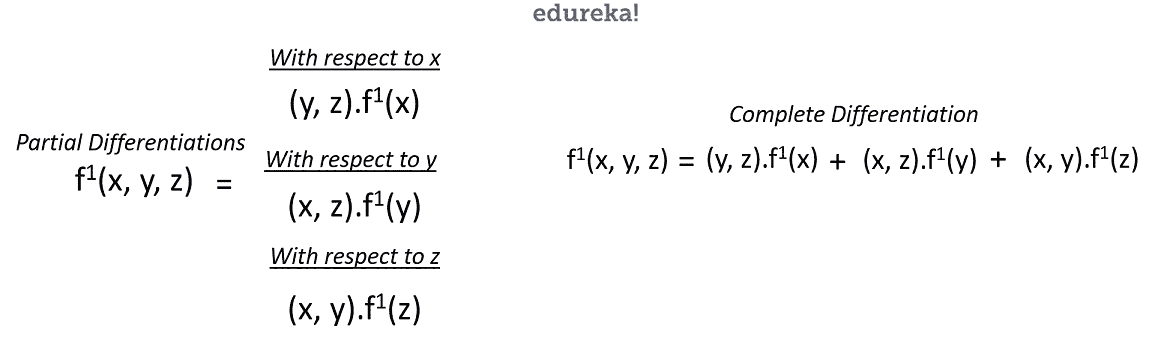 edureka!
Partial Differentiations
f¹(x, y, z) =
With respect to x
(y, z).f¹(x)
With respect to y
(x, z).f¹(y)
With respect to z
(x, y).f¹(z)
Complete Differentiation
f¹(x, y, z) = (y, z).f¹(x) + (x, z).f¹(y) + (x, y).f¹(z)